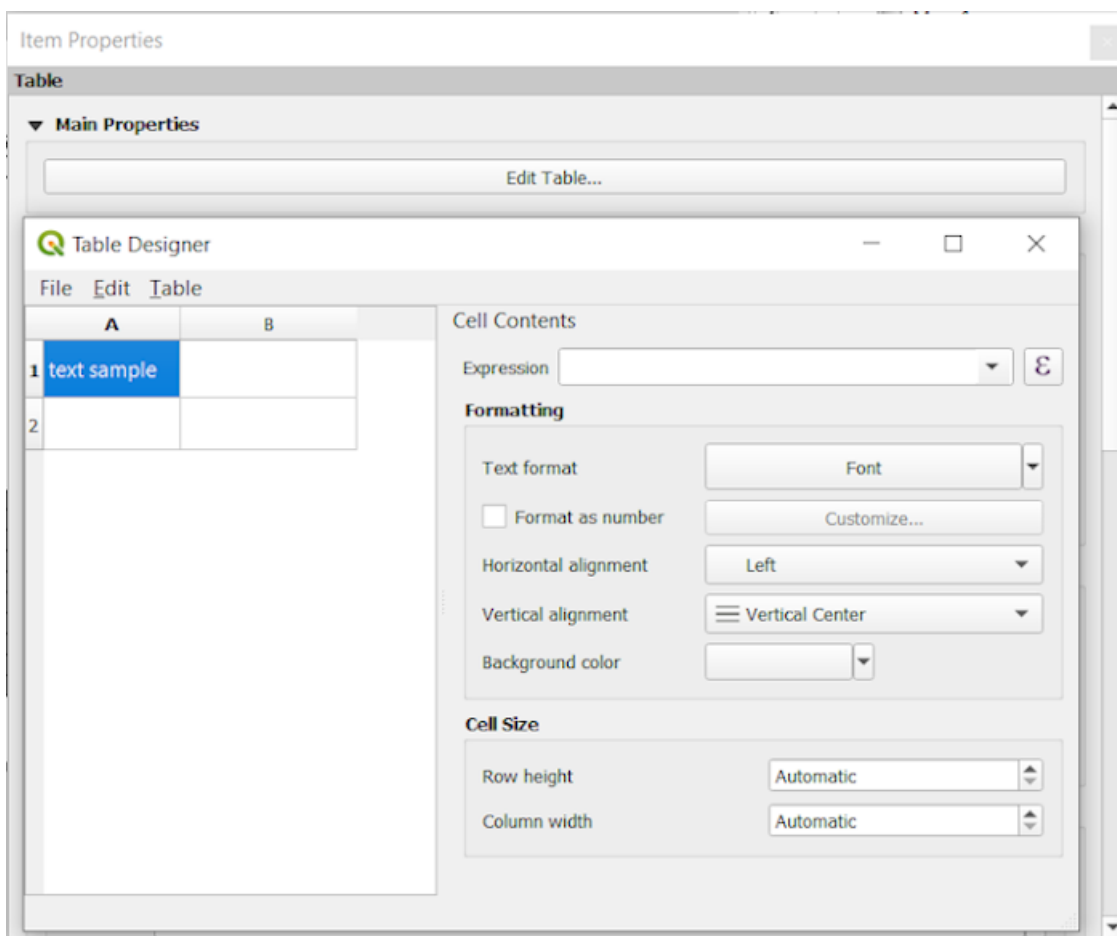 Item Properties
Table
Main Properties
Edit Table...
Table Designer
File Edit Table
A B
Cell Contents
1 text sample
Expression ε
Formatting
2
Text format Font
Format as number Customize...
Horizontal alignment Left
Vertical alignment Vertical Center
Background color
Cell Size
Row height Automatic
Column width Automatic